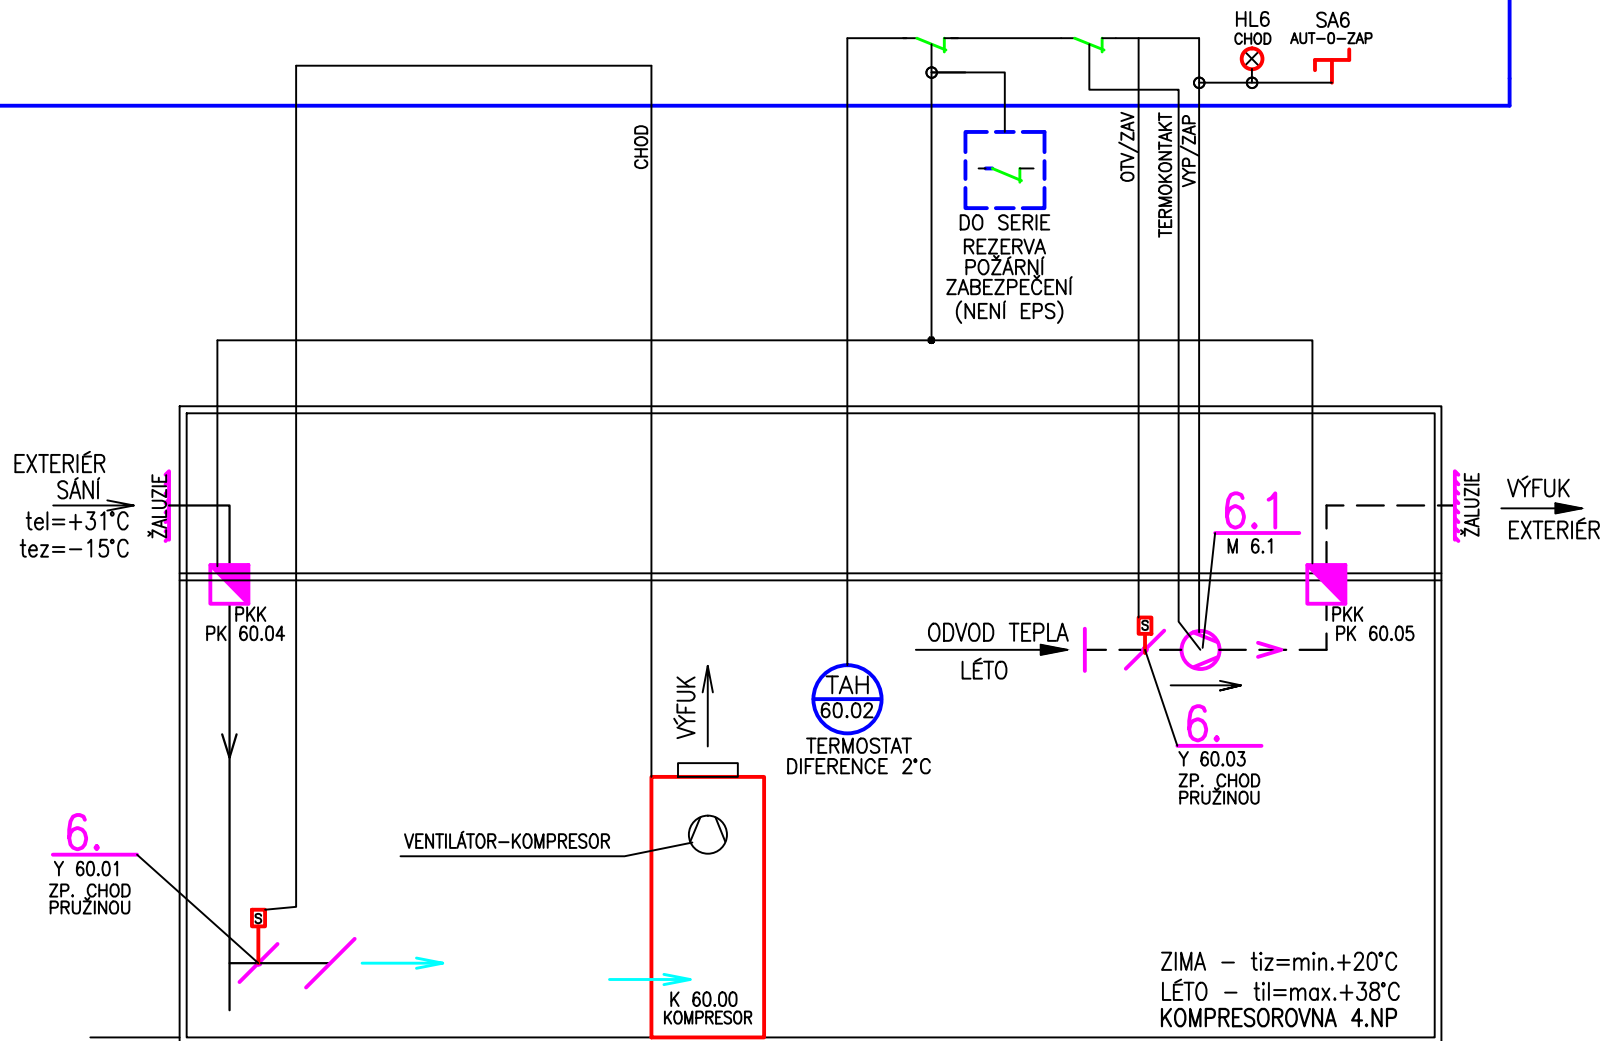 HL6
CHOD
SA6
AUT-O-ZAP
CHOD
OTV/ZAV
TERMOKONTAKT
VYP/ZAP
DO SERIE
REZERVA
POŽÁRNÍ
ZABEZPEČENÍ
(NENÍ EPS)
EXTERIÉR
SÁNÍ
tel=+31°C
tez=-15°C
ŽALUZIE
ŽALUZIE
VÝFUK
EXTERIÉR
6.1
M 6.1
PKK
PK 60.04
PKK
PK 60.05
ODVOD TEPLA
LÉTO
S
VÝFUK
TAH
60.02
TERMOSTAT
DIFERENCE 2°C
6.
Y 60.03
ZP. CHOD
PRUŽINOU
VENTILÁTOR-KOMPRESOR
6.
Y 60.01
ZP. CHOD
PRUŽINOU
S
K 60.00
KOMPRESOR
ZIMA - tiz=min.+20°C
LÉTO - til=max.+38°C
KOMPRESOROVNA 4.NP